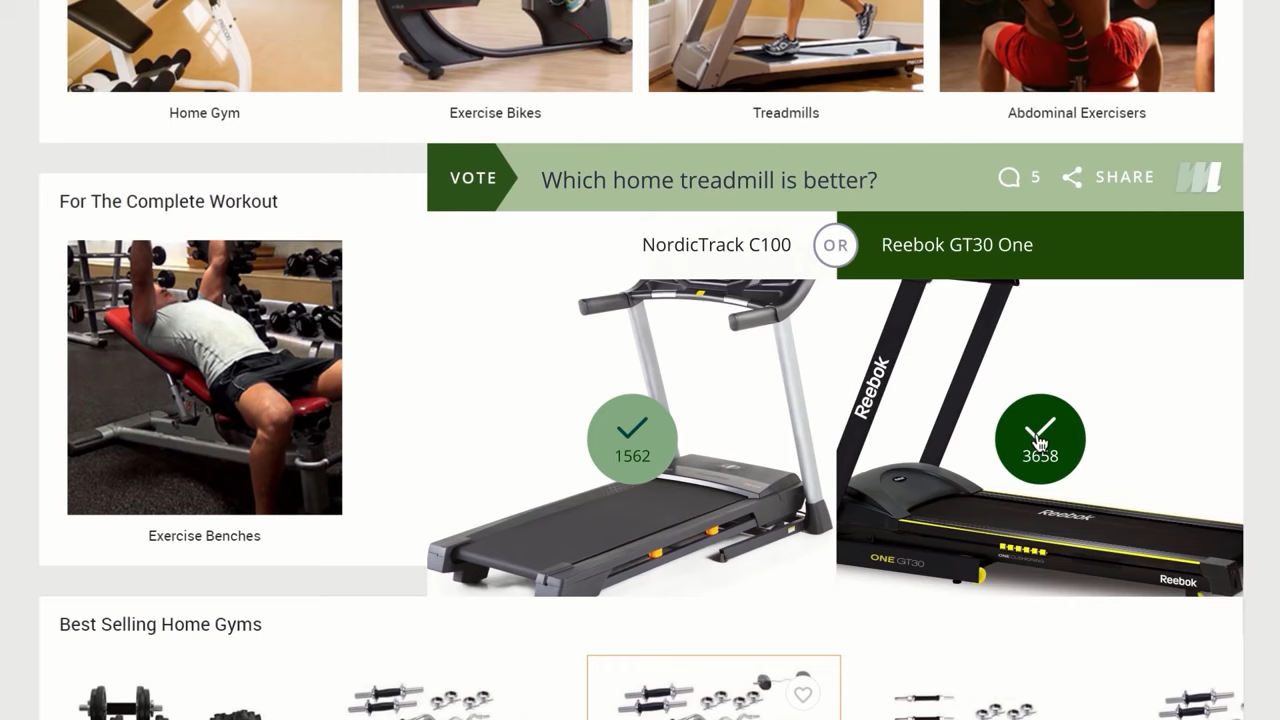 Home Gym
Exercise Bikes
Treadmills
Abdominal Exercisers
VOTE
Which home treadmill is better?
5
SHARE
For The Complete Workout
NordicTrack C100
OR
Reebok GT30 One
Reebok
1562
3658
Reebok
ONE GT30
ONE CUSHIONING
Reebok
Exercise Benches
Best Selling Home Gyms